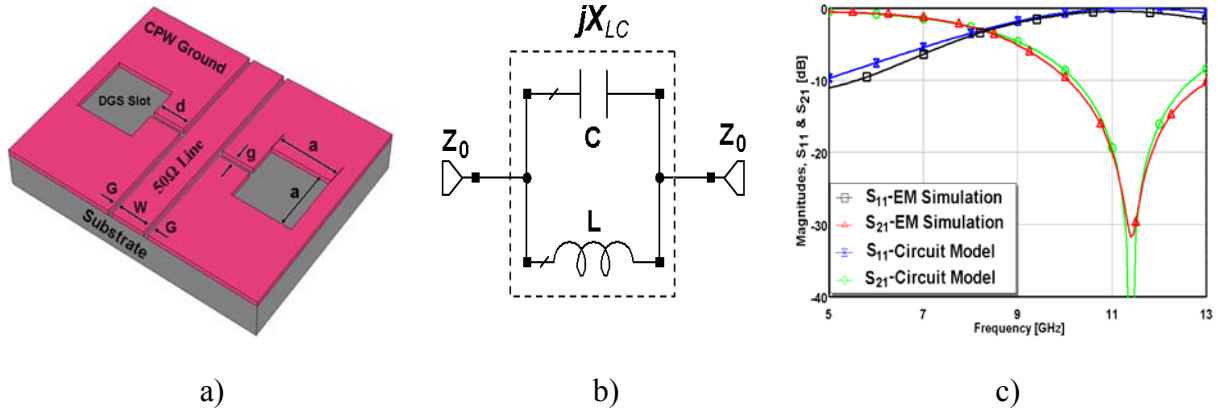 CPW Ground
DGS Slot
d
50Ω Line
g
a
a
G
W
G
Substrate
a)
jX_LC
C
Z₀
Z₀
L
b)
Magnitudes, S₁₁ & S₂₁ [dB]
0
-10
-20
-30
-40
S₁₁-EM Simulation
S₂₁-EM Simulation
S₁₁-Circuit Model
S₂₁-Circuit Model
5 7 9 11 13
Frequency [GHz]
c)